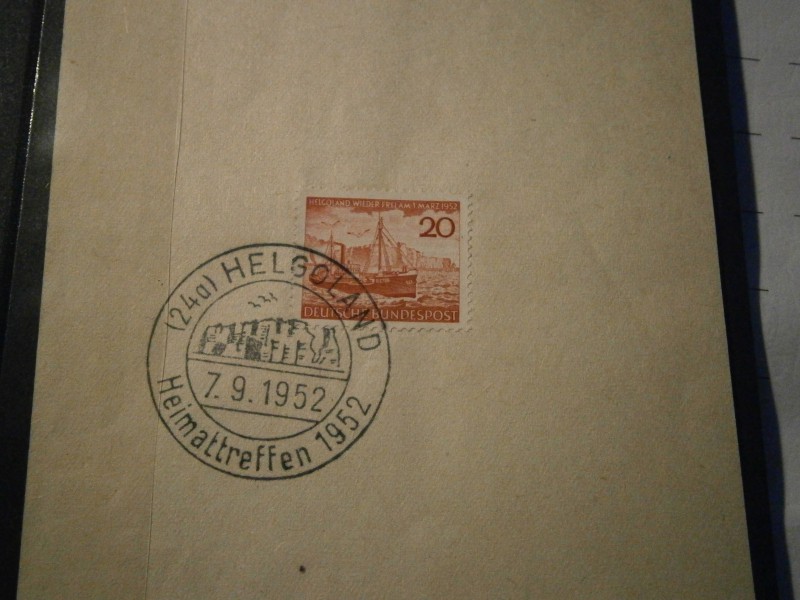 HELGOLAND WIEDER FREI AM 1. MÄRZ 1952
20
DEUTSCHE BUNDESPOST
(24a) HELGOLAND
7.9.1952
Heimattreffen 1952